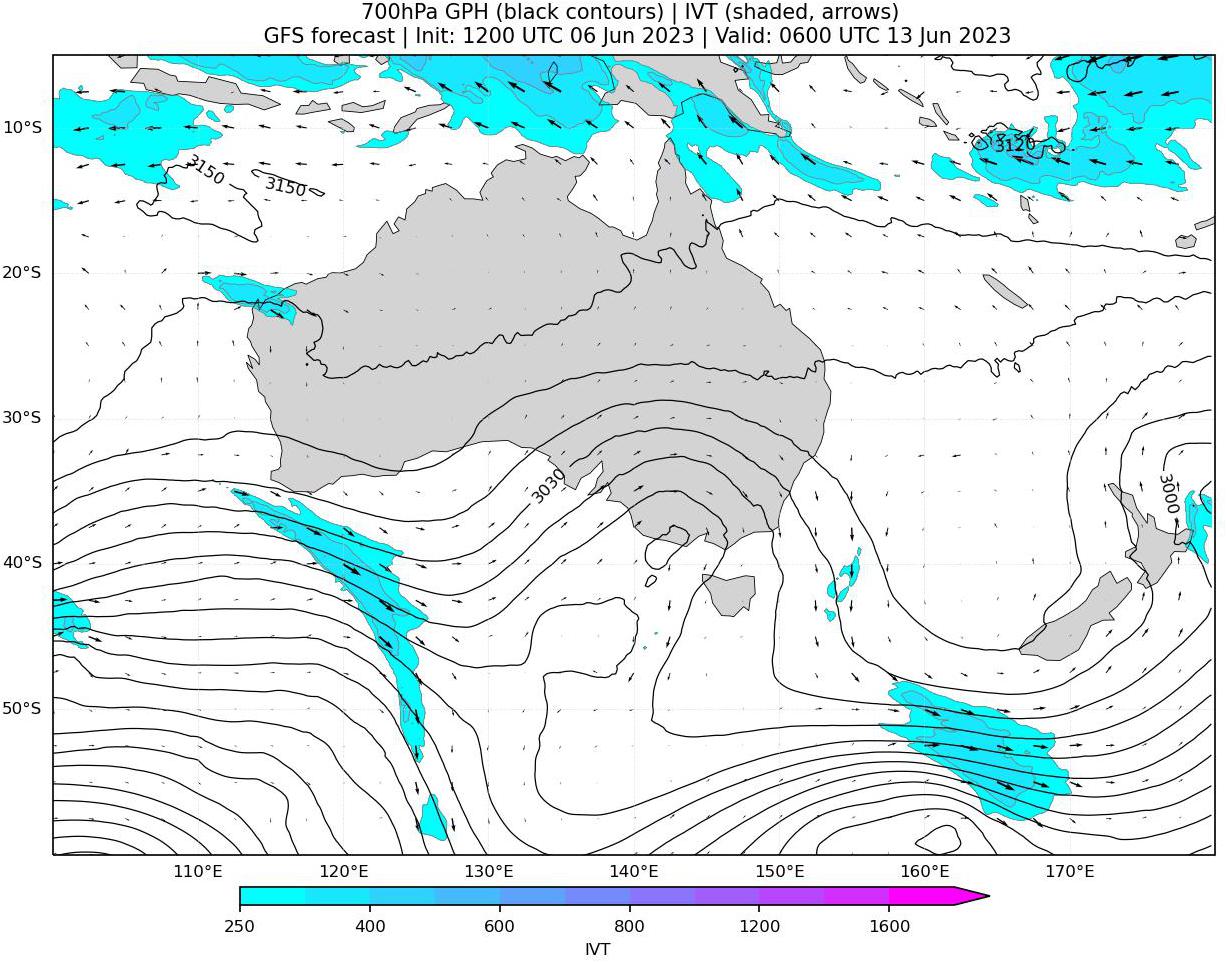 700hPa GPH (black contours) | IVT (shaded, arrows)
GFS forecast | Init: 1200 UTC 06 Jun 2023 | Valid: 0600 UTC 13 Jun 2023
10°S
3120
3150
3150
20°S
30°S
3030
3000
40°S
50°S
110°E 120°E 130°E 140°E 150°E 160°E 170°E
250 400 600 800 1200 1600
IVT